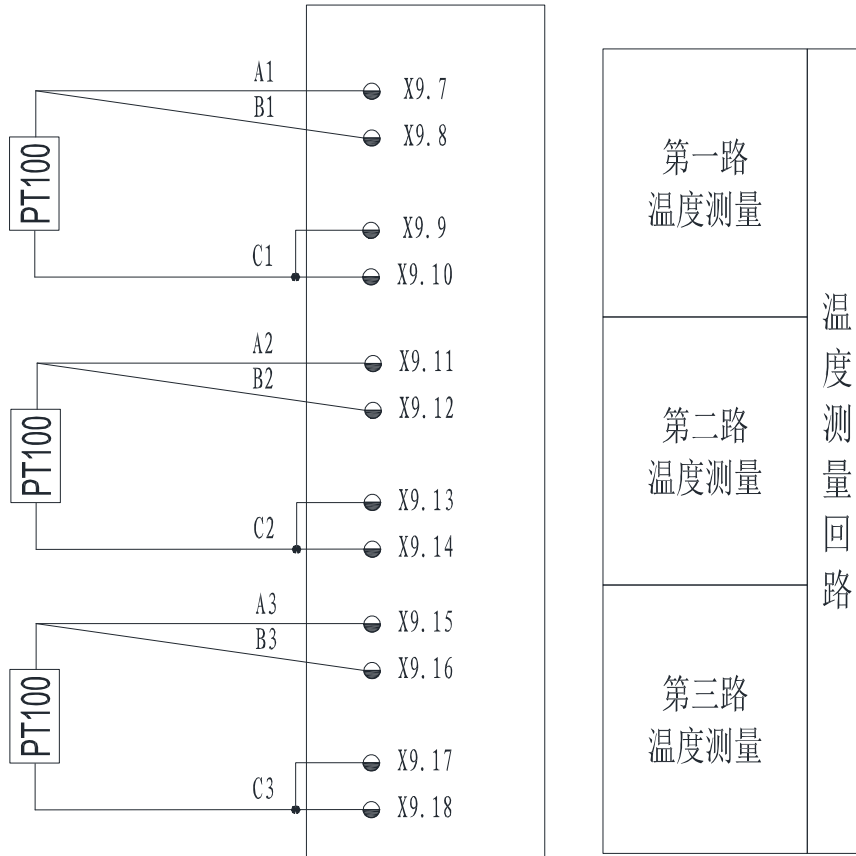 A1
X9.7
B1
X9.8
PT100
X9.9
C1
X9.10
第一路
温度测量
A2
X9.11
B2
X9.12
PT100
X9.13
C2
X9.14
第二路
温度测量
A3
X9.15
B3
X9.16
PT100
X9.17
C3
X9.18
第三路
温度测量
温度测量回路